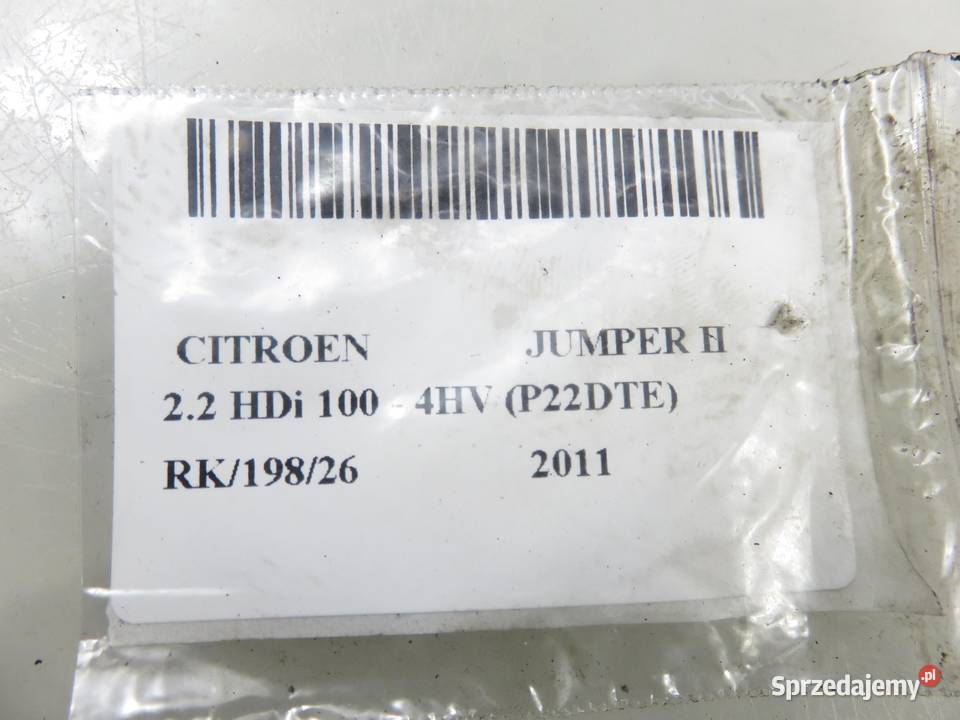 CITROEN JUMPER II
2.2 HDi 100 - 4HV (P22DTE)
RK/198/26 2011
Sprzedajemy.pl